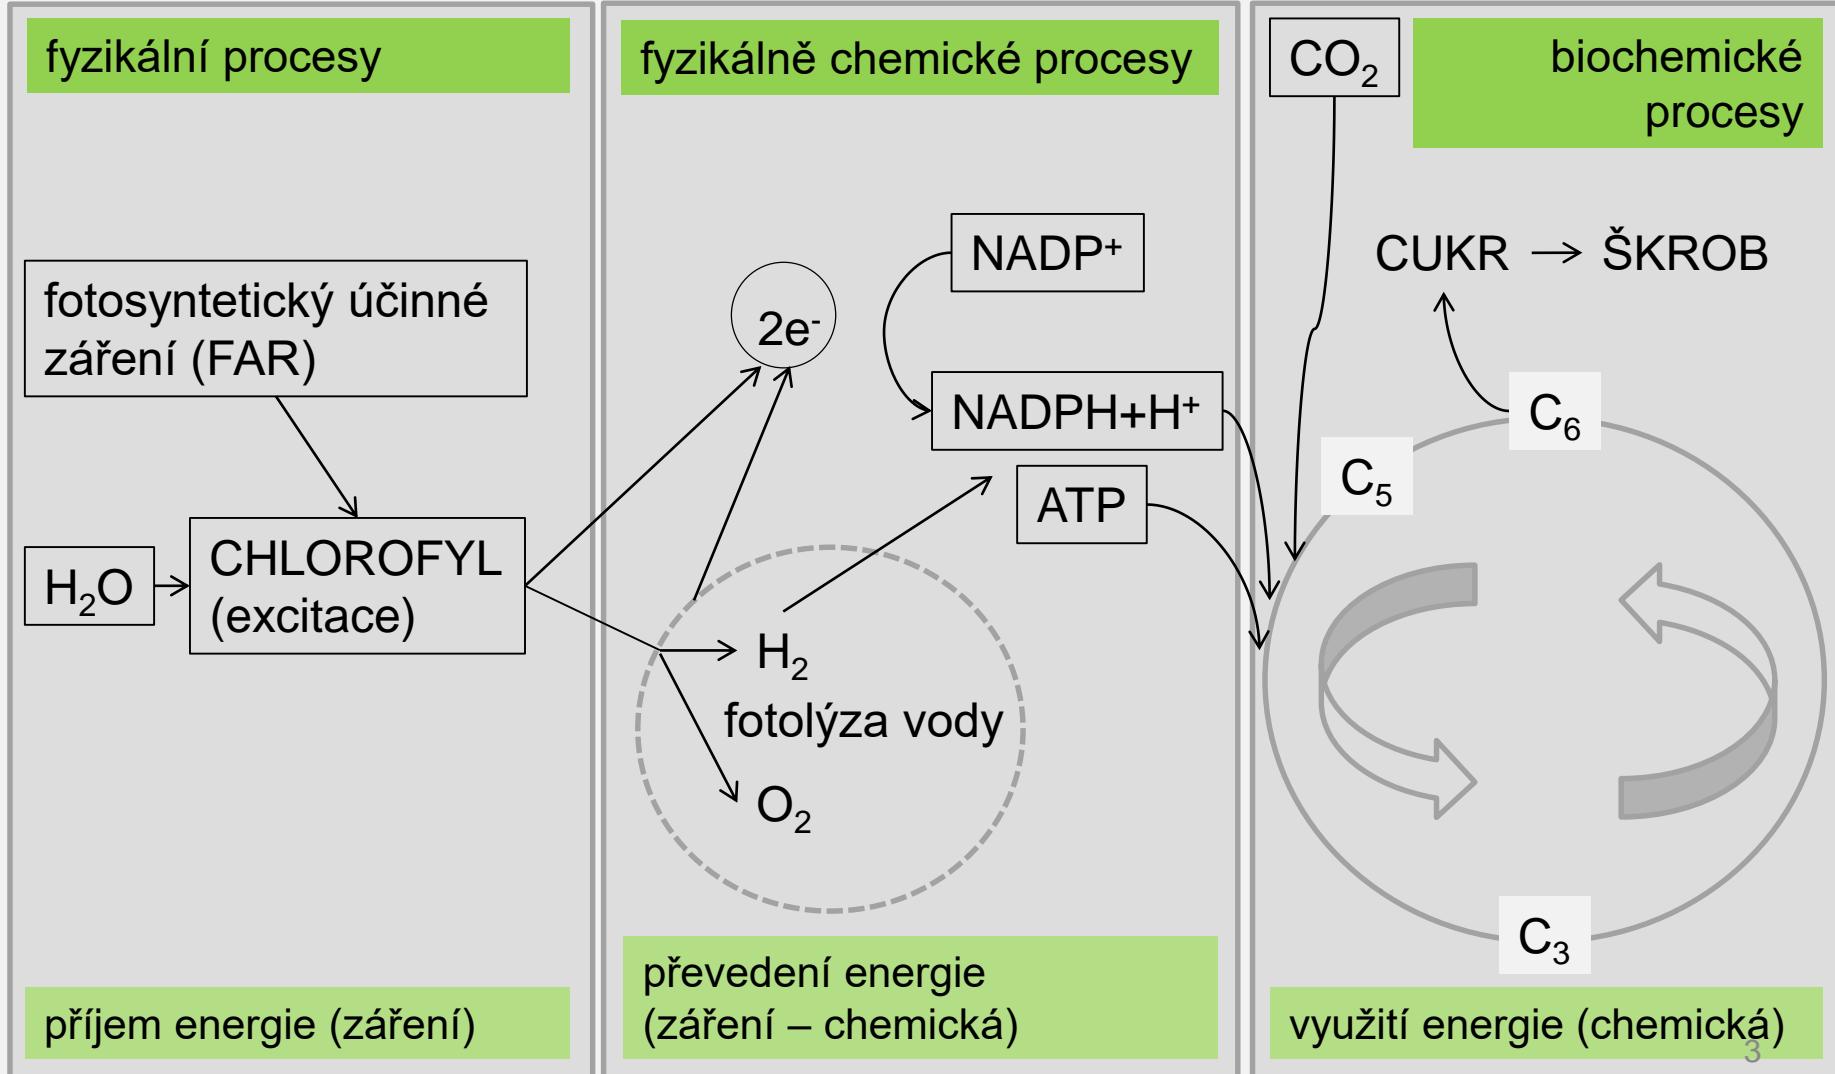 fyzikální procesy
fotosyntetický účinné
záření (FAR)
H₂O
CHLOROFYL
(excitace)
příjem energie (záření)
fyzikálně chemické procesy
NADP⁺
2e⁻
NADPH+H⁺
ATP
H₂
fotolýza vody
O₂
převedení energie
(záření – chemická)
CO₂
biochemické
procesy
CUKR → ŠKROB
C₆
C₅
C₃
využití energie (chemická)
3